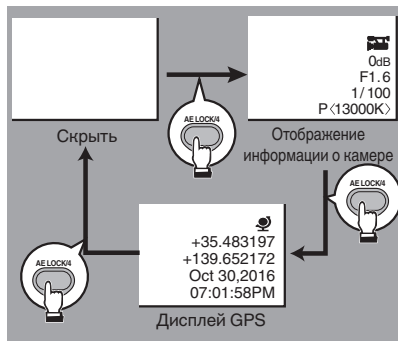 0dB
F1.6
1/100
P〈13000K〉
AE LOCK/4
Скрыть
Отображение
информации о камере
AE LOCK/4
+35.483197
+139.652172
Oct 30,2016
07:01:58PM
AE LOCK/4
Дисплей GPS